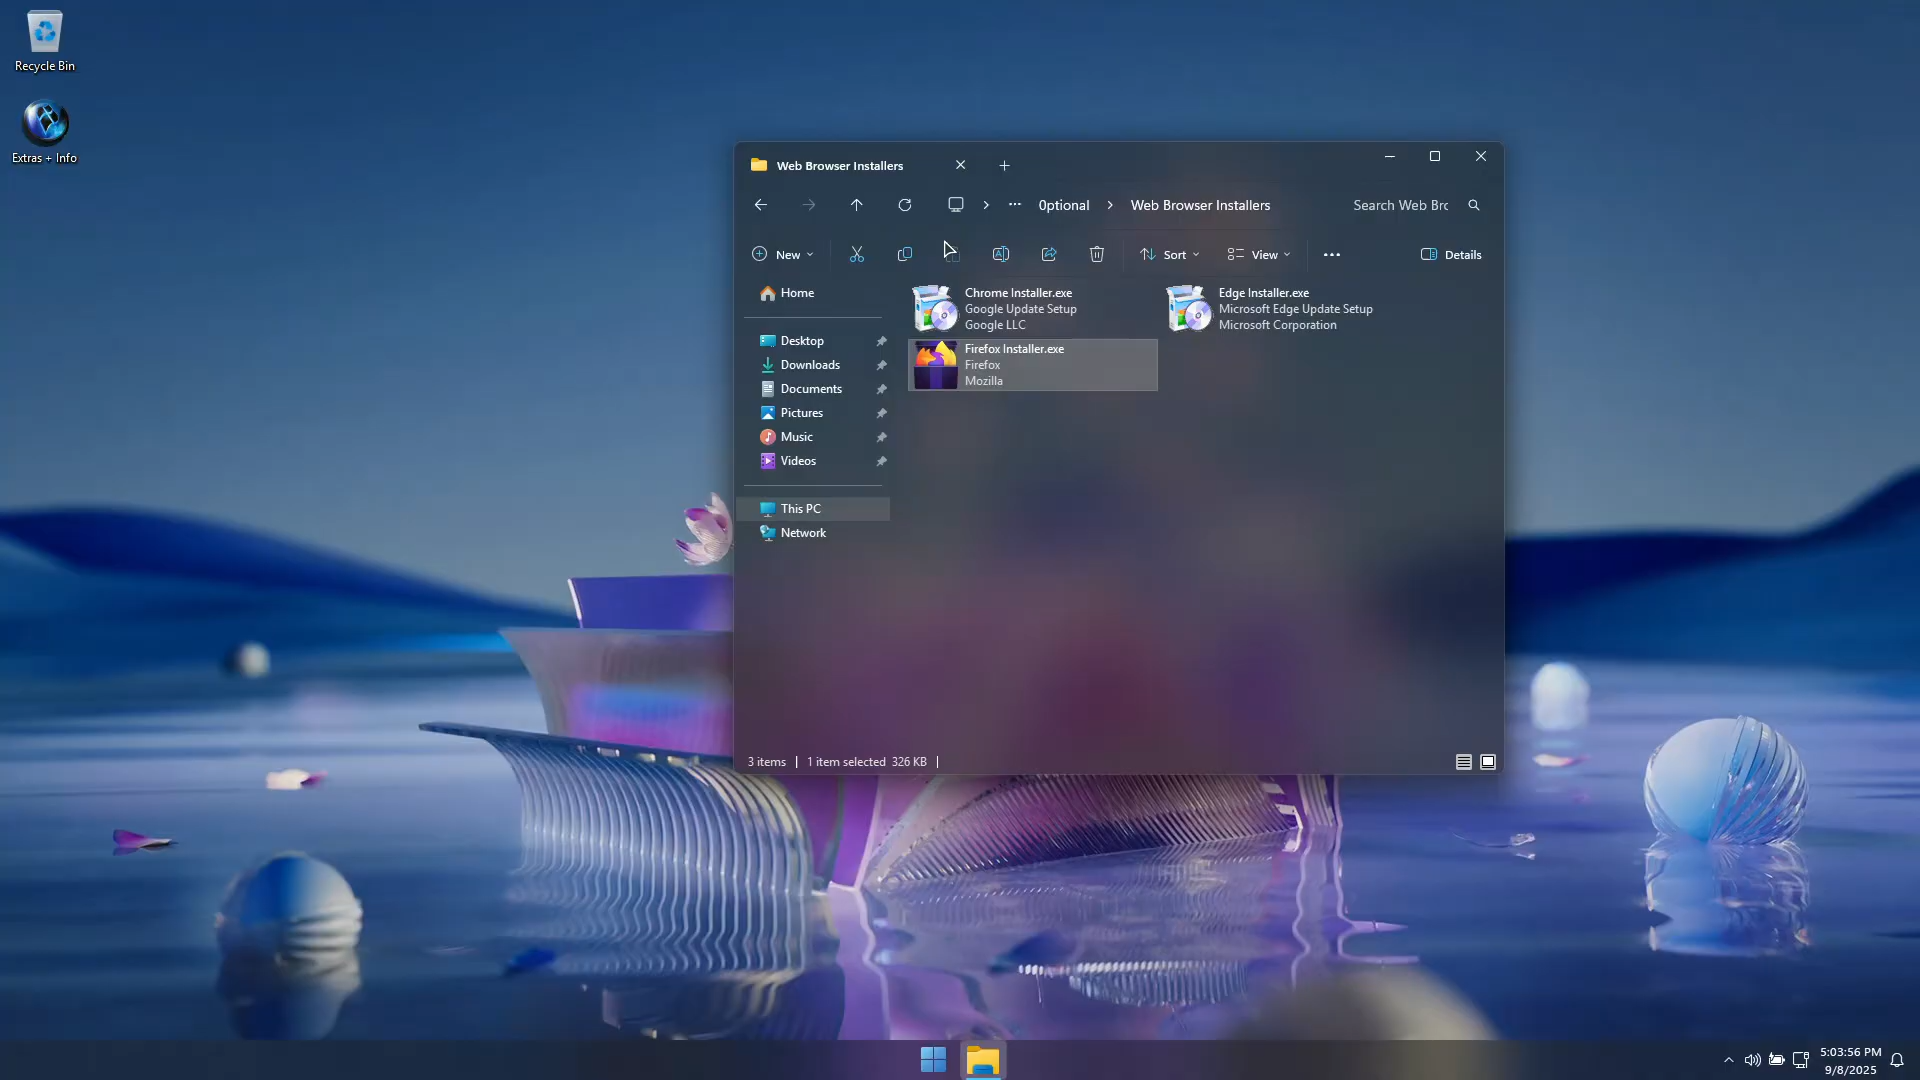 Recycle Bin
Extras + Info
Web Browser Installers
Optional
Web Browser Installers
Search Web Brc
New
Sort
View
Details
Home
Desktop
Downloads
Documents
Pictures
Music
Videos
This PC
Network
Chrome Installer.exe
Google Update Setup
Google LLC
Edge Installer.exe
Microsoft Edge Update Setup
Microsoft Corporation
Firefox Installer.exe
Firefox
Mozilla
3 items | 1 item selected 326 KB |
5:03:56 PM
9/8/2025